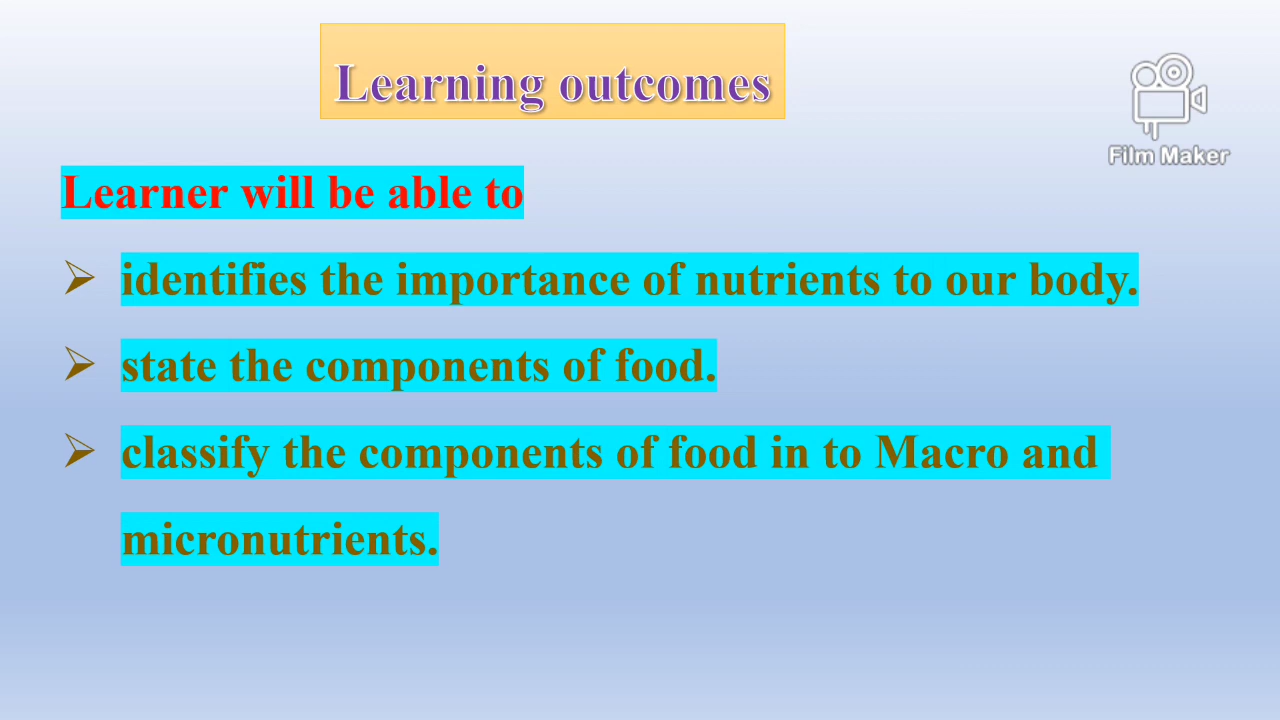 Learning outcomes
Film Maker
Learner will be able to
➢ identifies the importance of nutrients to our body.
➢ state the components of food.
➢ classify the components of food in to Macro and
micronutrients.